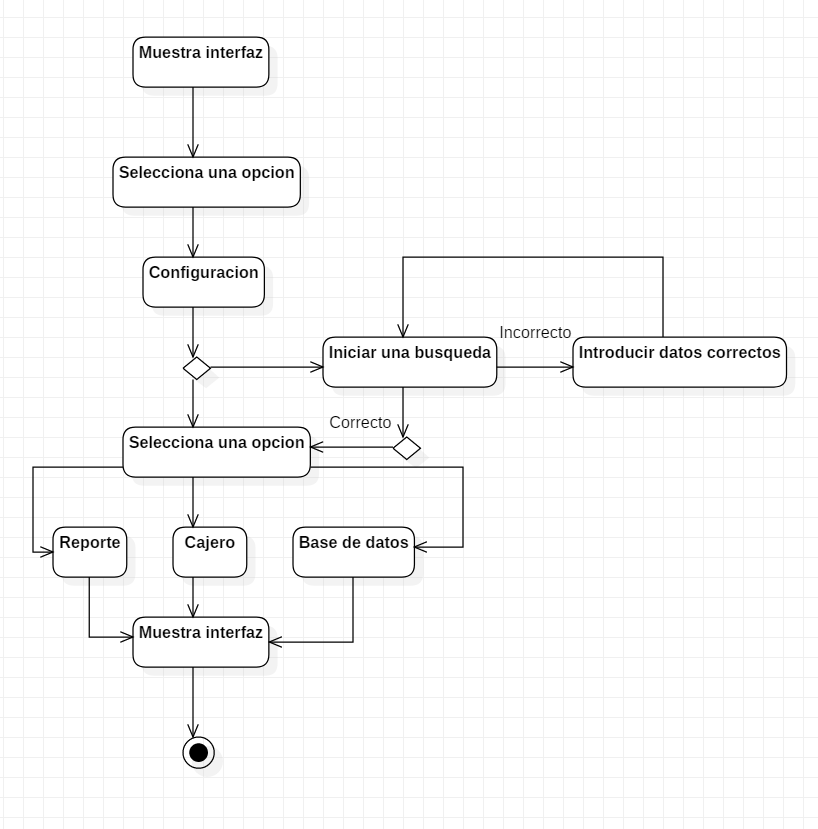 Muestra interfaz
Selecciona una opcion
Configuracion
Incorrecto
Iniciar una busqueda
Introducir datos correctos
Correcto
Selecciona una opcion
Reporte
Cajero
Base de datos
Muestra interfaz